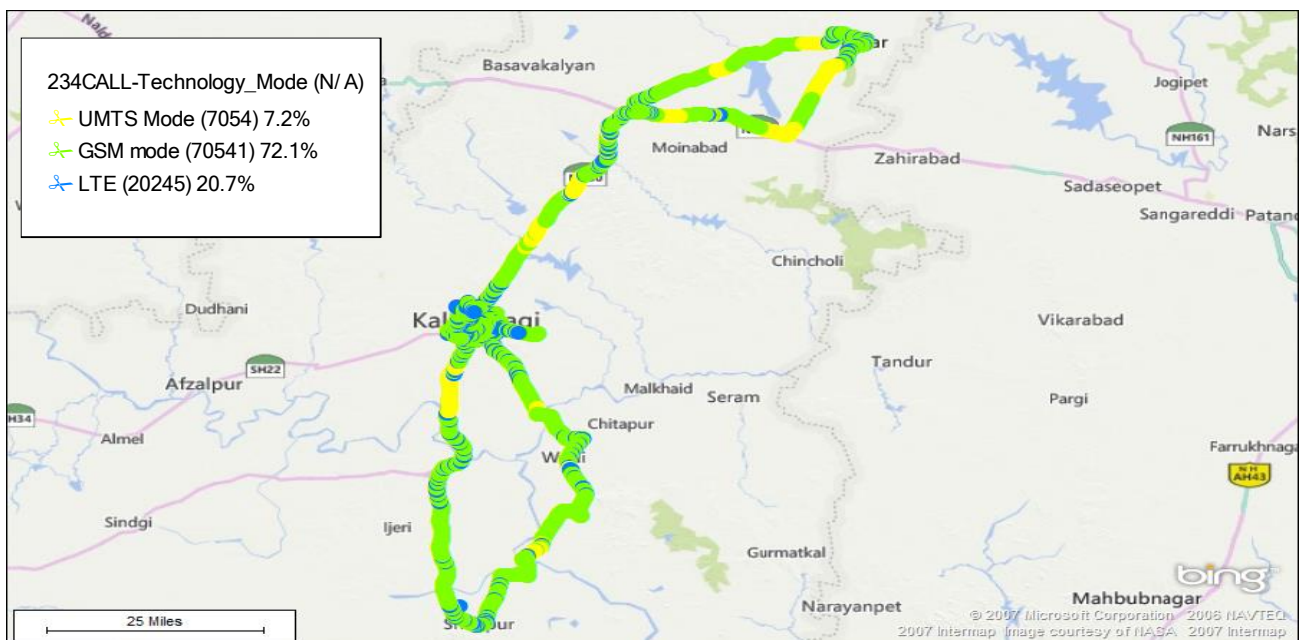 234CALL-Technology_Mode (N/A)
UMTS Mode (7054) 7.2%
GSM mode (70541) 72.1%
LTE (20245) 20.7%
Basavakalyan
Jogipet
NH161
Moinabad
Zahirabad
Sadaseopet
Sangareddi
Chincholi
Dudhani
Vikarabad
SH22
Afzalpur
Tandur
Malkhaid
Seram
Pargi
H34
Almel
Chitapur
Farrukhnaga
NH
AH43
Sindgi
Ijeri
Gurmatkal
bing
Narayanpet
Mahbubnagar
25 Miles
© 2007 Microsoft Corporation 2006 NAVTEQ
2007 Intermap Image courtesy of NASA 2007 Intermap